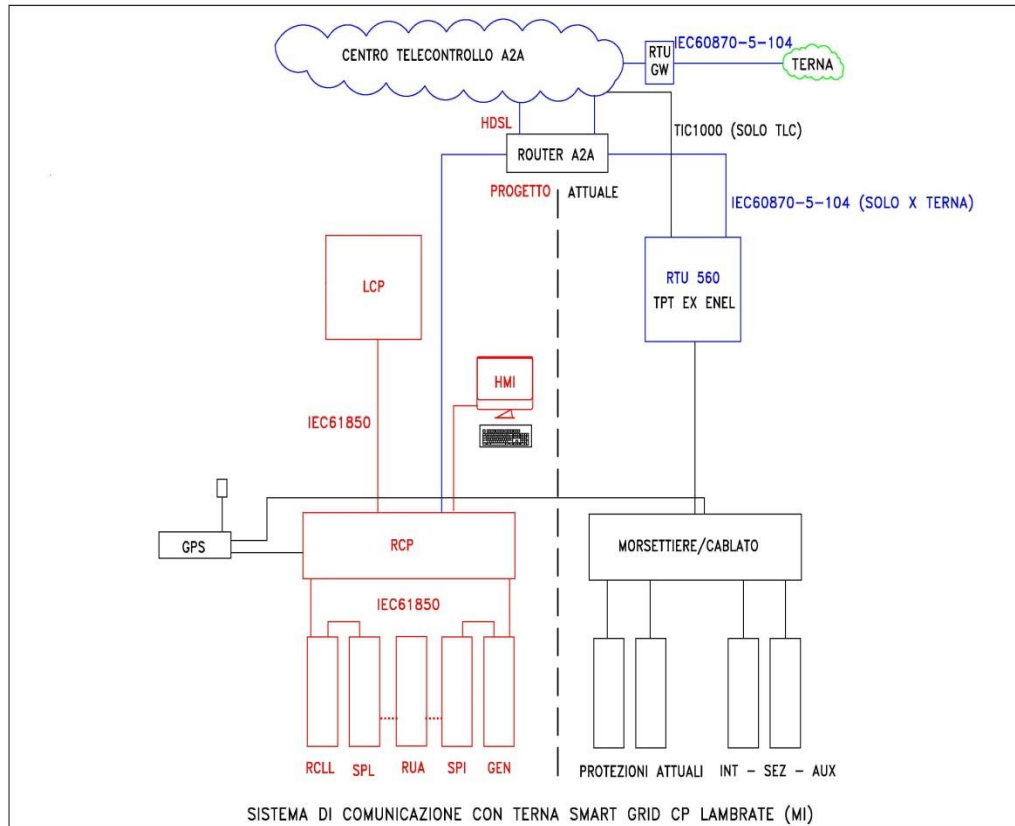 CENTRO TELECONTROLLO A2A
RTU
GW
IEC60870-5-104
TERNA
HDSL
TIC1000 (SOLO TLC)
ROUTER A2A
PROGETTO
ATTUALE
IEC60870-5-104 (SOLO X TERNA)
LCP
RTU 560
TPT EX ENEL
HMI
IEC61850
GPS
RCP
MORSETTIERE/CABLATO
IEC61850
RCLL
SPL
RUA
SPI
GEN
PROTEZIONI ATTUALI
INT - SEZ - AUX
SISTEMA DI COMUNICAZIONE CON TERNA SMART GRID CP LAMBRATE (MI)